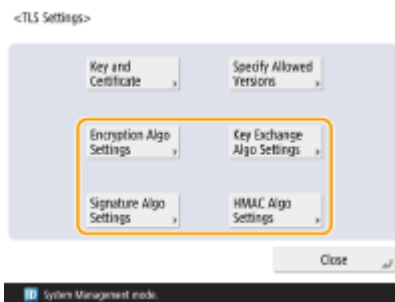 <TLS Settings>
Key and
Certificate
Specify Allowed
Versions
Encryption Algo
Settings
Key Exchange
Algo Settings
Signature Algo
Settings
HMAC Algo
Settings
Close
ID System Management mode.